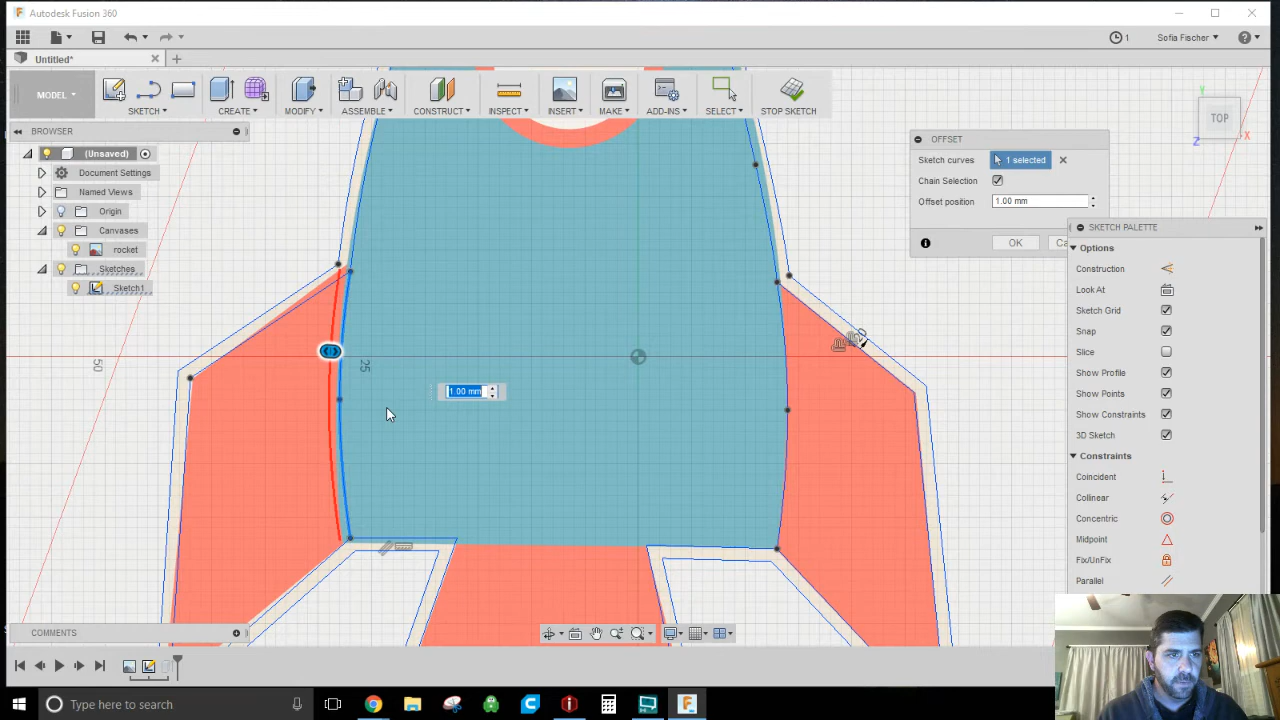 Autodesk Fusion 360
1 Sofia Fischer
Untitled*
MODEL
SKETCH CREATE MODIFY ASSEMBLE CONSTRUCT INSPECT INSERT MAKE ADD-INS SELECT STOP SKETCH
BROWSER
(Unsaved)
Document Settings
Named Views
Origin
Canvases
rocket
Sketches
Sketch1
TOP
Y
X
Z
OFFSET
Sketch curves 1 selected
Chain Selection
Offset position 1.00 mm
OK Ca
SKETCH PALETTE
Options
Construction
Look At
Sketch Grid
Snap
Slice
Show Profile
Show Points
Show Constraints
3D Sketch
Constraints
Coincident
Collinear
Concentric
Midpoint
Fix/UnFix
Parallel
50
25
1.00 mm
COMMENTS
Type here to search